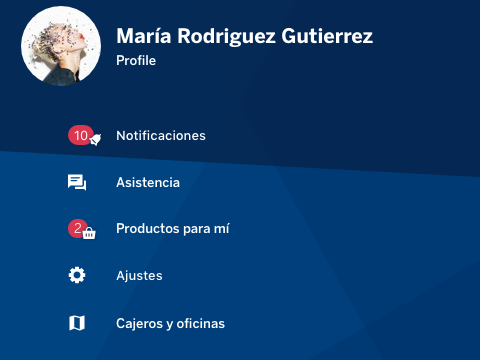 María Rodriguez Gutierrez
Profile
10 Notificaciones
Asistencia
2 Productos para mí
Ajustes
Cajeros y oficinas